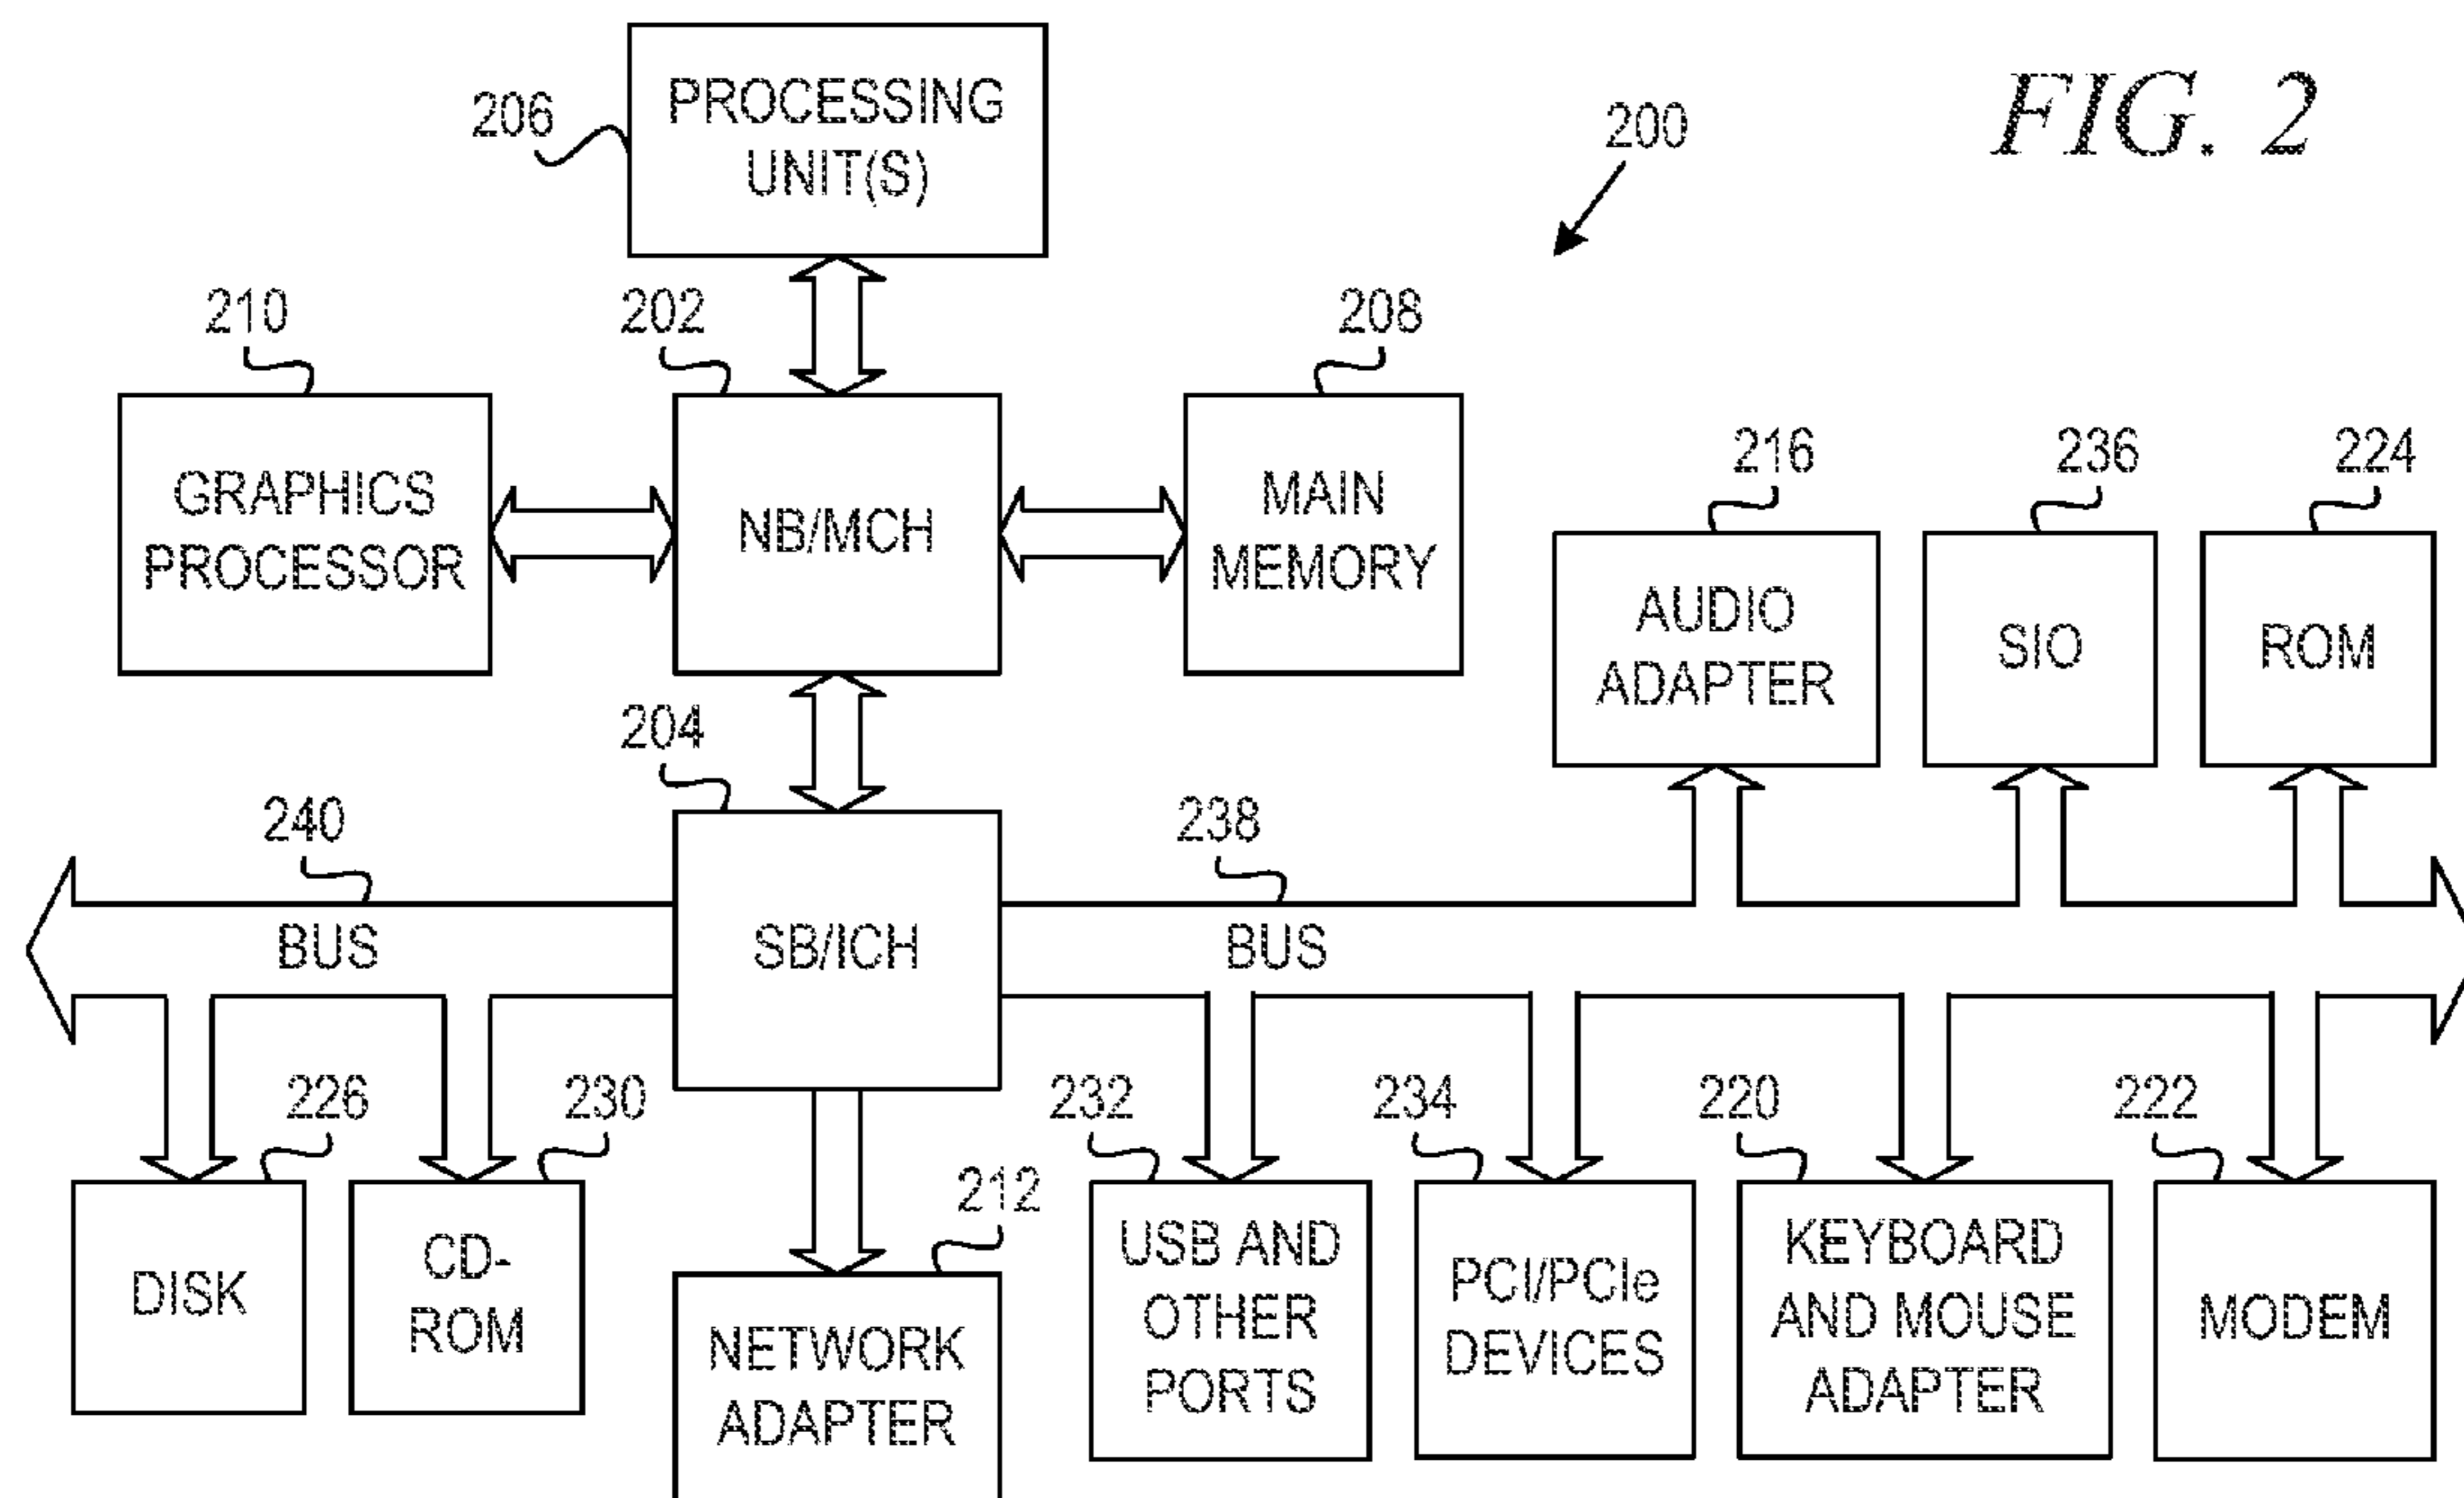 FIG. 2
200
206
PROCESSING
UNIT(S)
210
202
208
GRAPHICS
PROCESSOR
NB/MCH
MAIN
MEMORY
216
236
224
AUDIO
ADAPTER
SIO
ROM
204
240
238
BUS
SB/ICH
BUS
226
230
232
234
220
222
212
DISK
CD-
ROM
NETWORK
ADAPTER
USB AND
OTHER
PORTS
PCI/PCIe
DEVICES
KEYBOARD
AND MOUSE
ADAPTER
MODEM